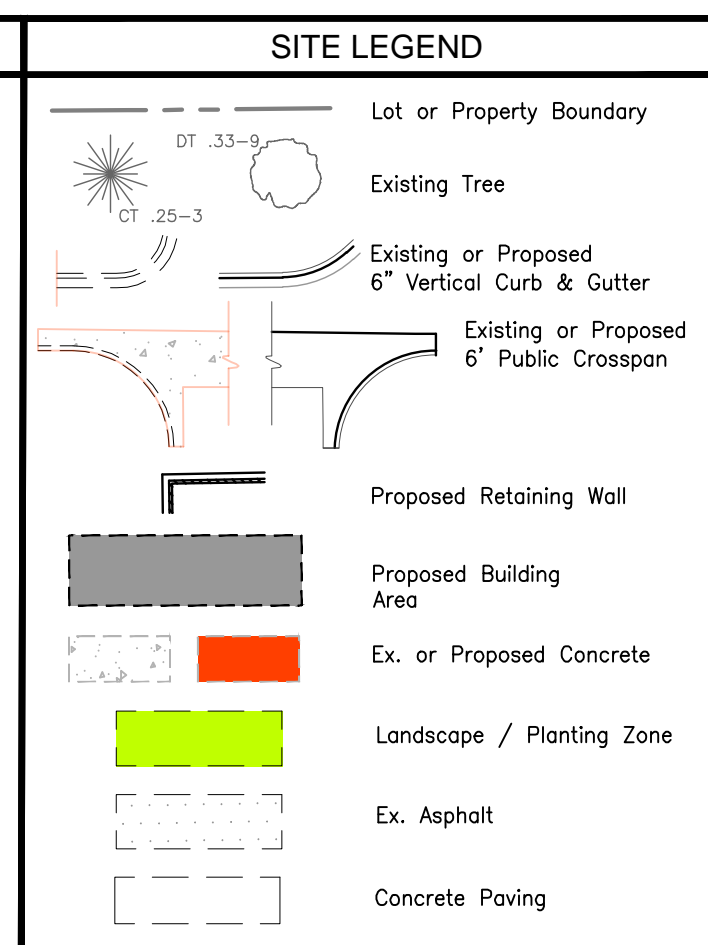 SITE LEGEND
Lot or Property Boundary
DT .33-9
Existing Tree
CT .25-3
Existing or Proposed
6" Vertical Curb & Gutter
Existing or Proposed
6' Public Crosspan
Proposed Retaining Wall
Proposed Building
Area
Ex. or Proposed Concrete
Landscape / Planting Zone
Ex. Asphalt
Concrete Paving